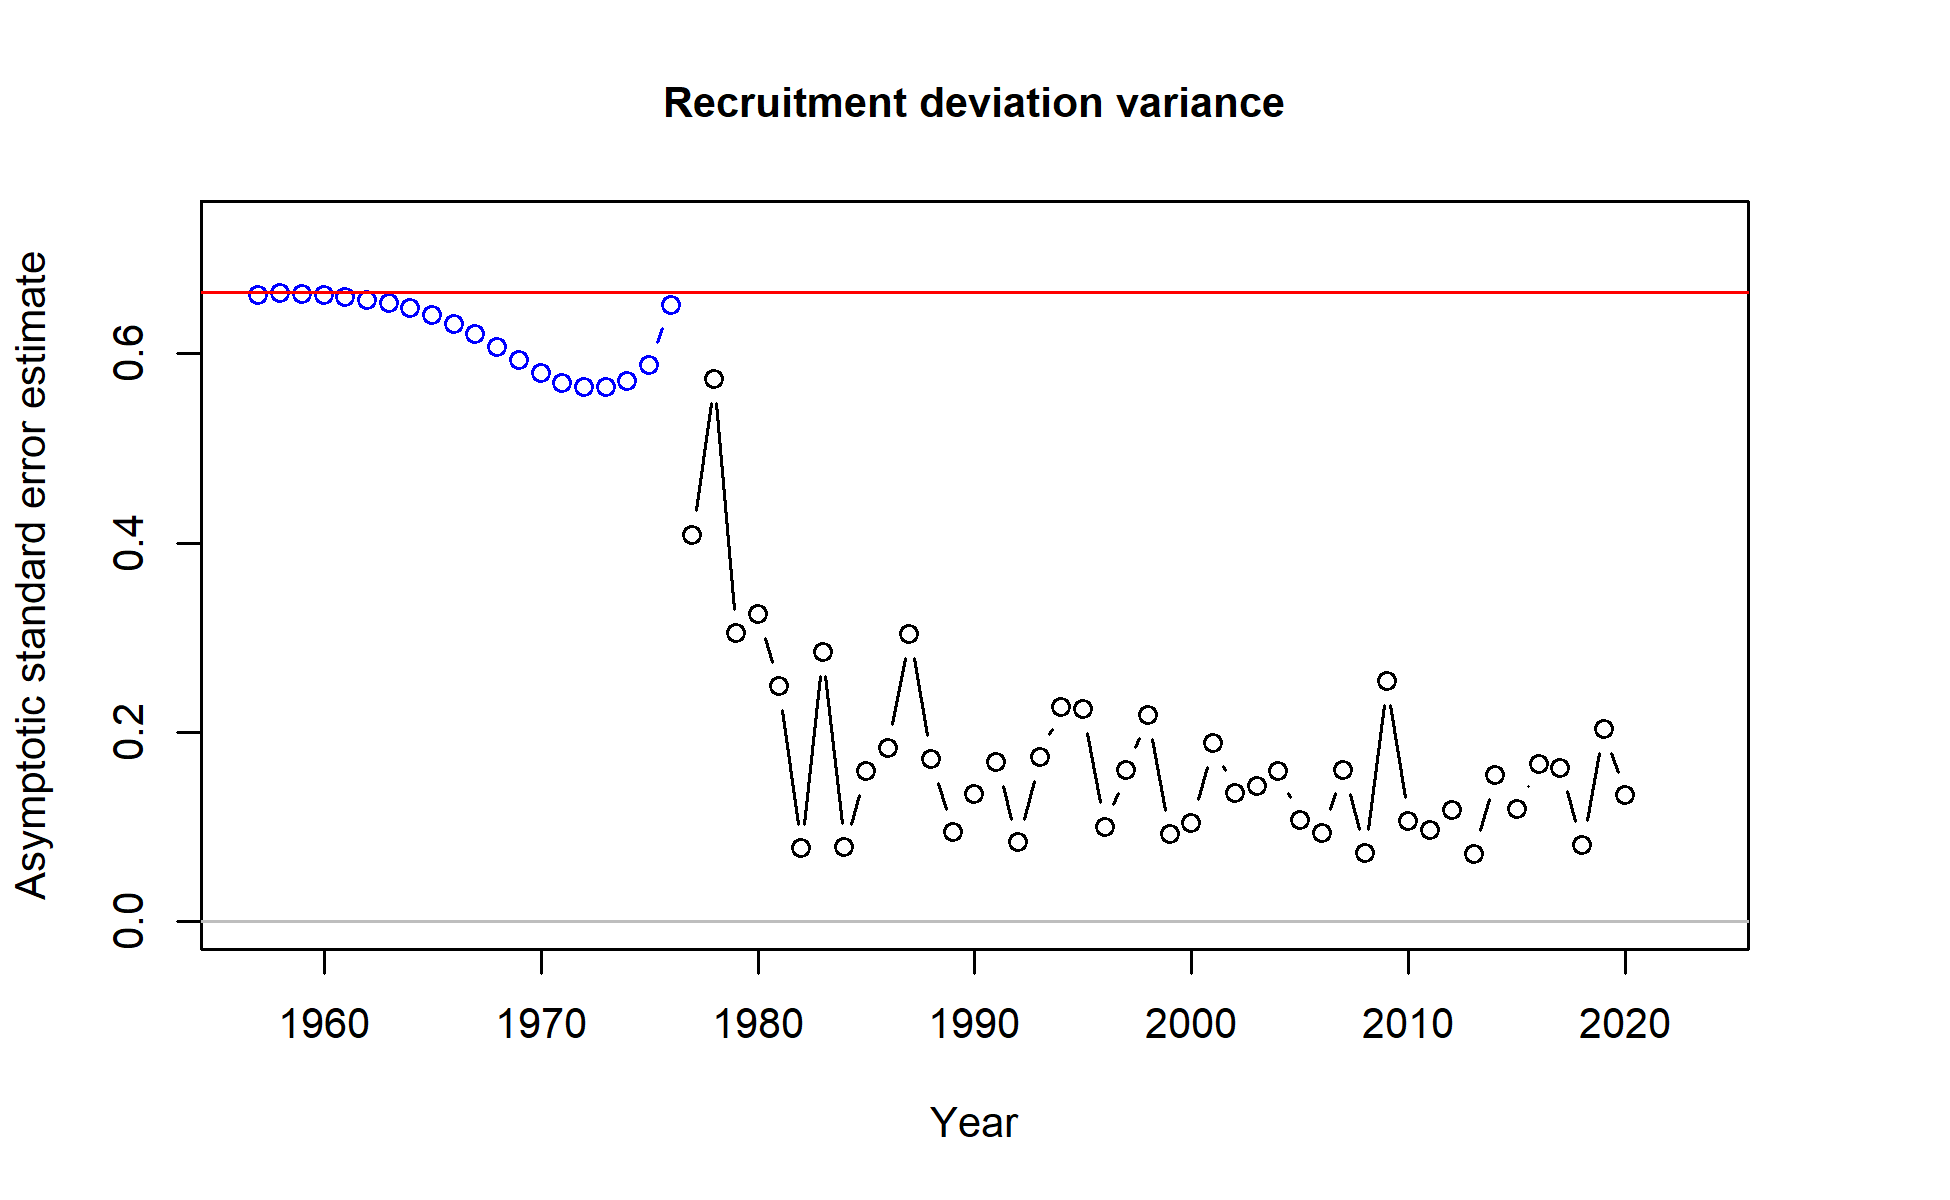 Recruitment deviation variance
Asymptotic standard error estimate
0.6
0.4
0.2
0.0
1960 1970 1980 1990 2000 2010 2020
Year